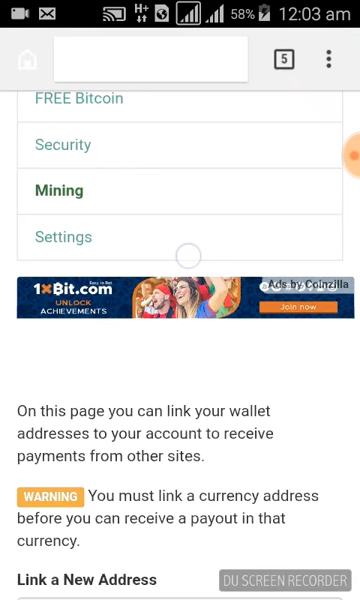 H+ 58% 12:03 am
5
FREE Bitcoin
Security
Mining
Settings
1xBit.com
UNLOCK
ACHIEVEMENTS
Ads by Coinzilla
Join now
On this page you can link your wallet
addresses to your account to receive
payments from other sites.
WARNING You must link a currency address
before you can receive a payout in that
currency.
Link a New Address
DU SCREEN RECORDER